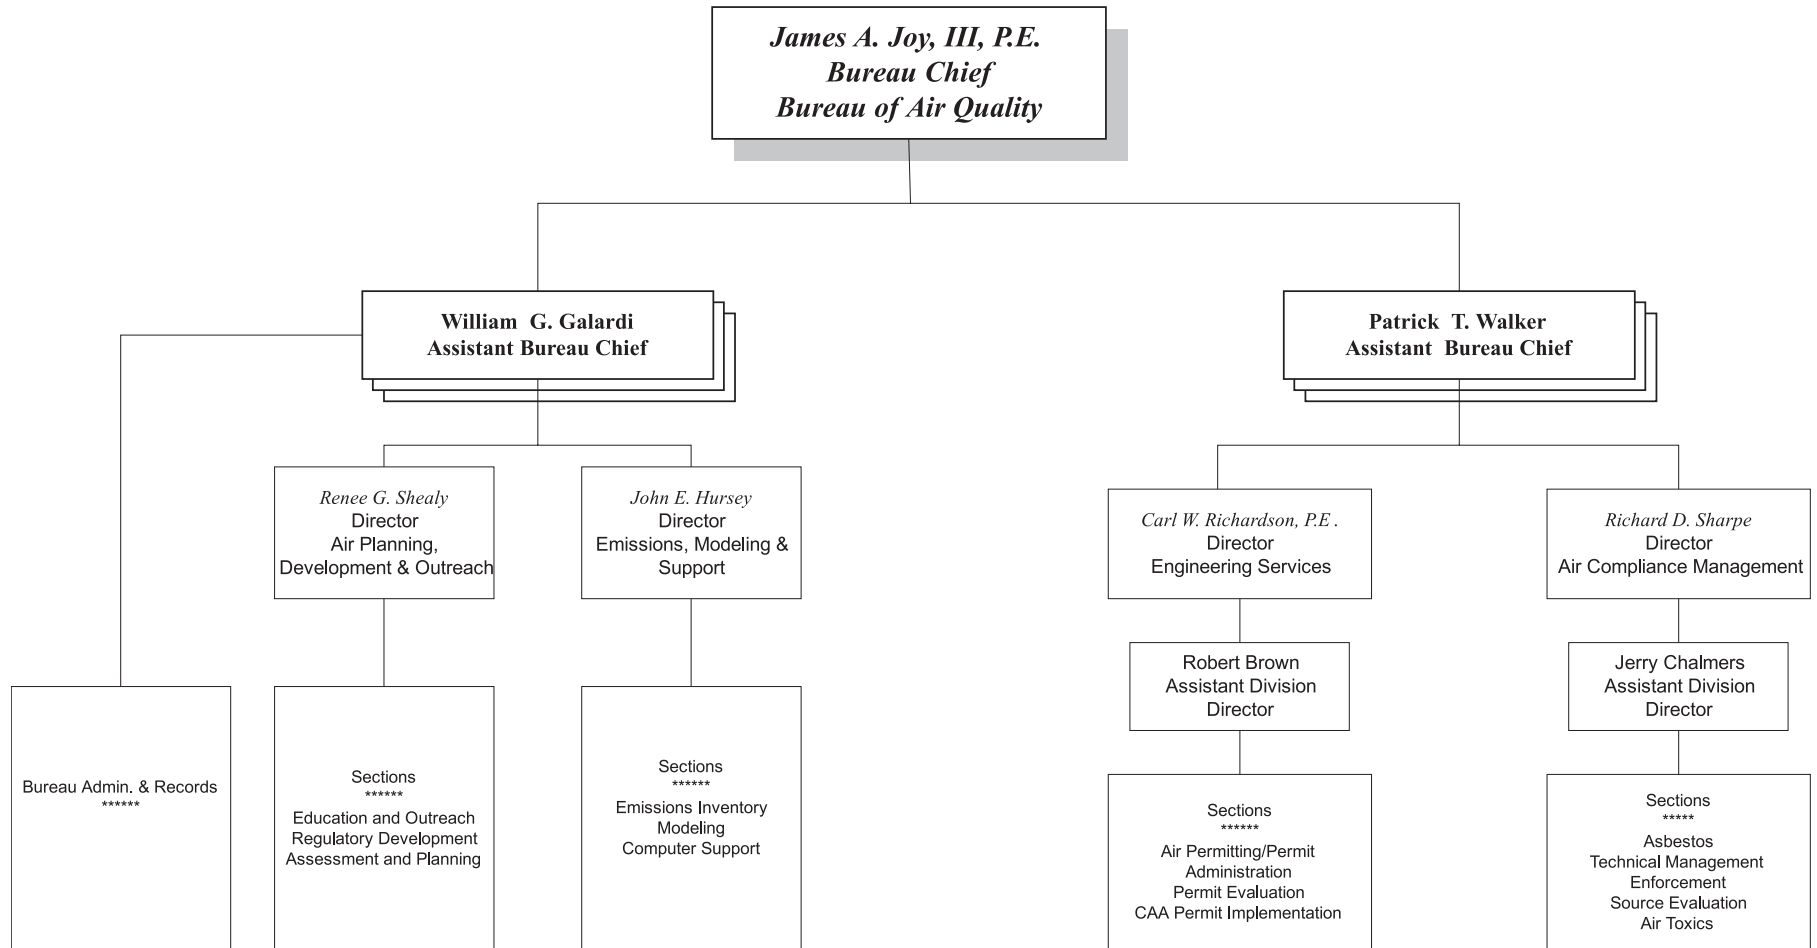 James A. Joy, III, P.E.
Bureau Chief
Bureau of Air Quality
William G. Galardi
Assistant Bureau Chief
Patrick T. Walker
Assistant Bureau Chief
Renee G. Shealy
Director
Air Planning,
Development & Outreach
John E. Hursey
Director
Emissions, Modeling &
Support
Carl W. Richardson, P.E .
Director
Engineering Services
Richard D. Sharpe
Director
Air Compliance Management
Robert Brown
Assistant Division
Director
Jerry Chalmers
Assistant Division
Director
Bureau Admin. & Records
******
Sections
******
Education and Outreach
Regulatory Development
Assessment and Planning
Sections
******
Emissions Inventory
Modeling
Computer Support
Sections
******
Air Permitting/Permit
Administration
Permit Evaluation
CAA Permit Implementation
Sections
*****
Asbestos
Technical Management
Enforcement
Source Evaluation
Air Toxics